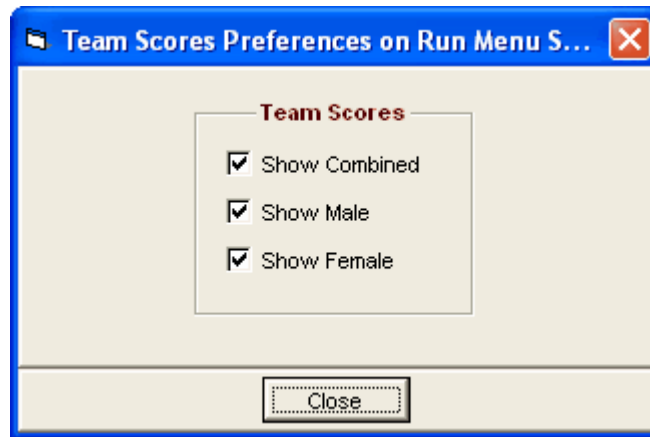 Team Scores Preferences on Run Menu S...
Team Scores
Show Combined
Show Male
Show Female
Close